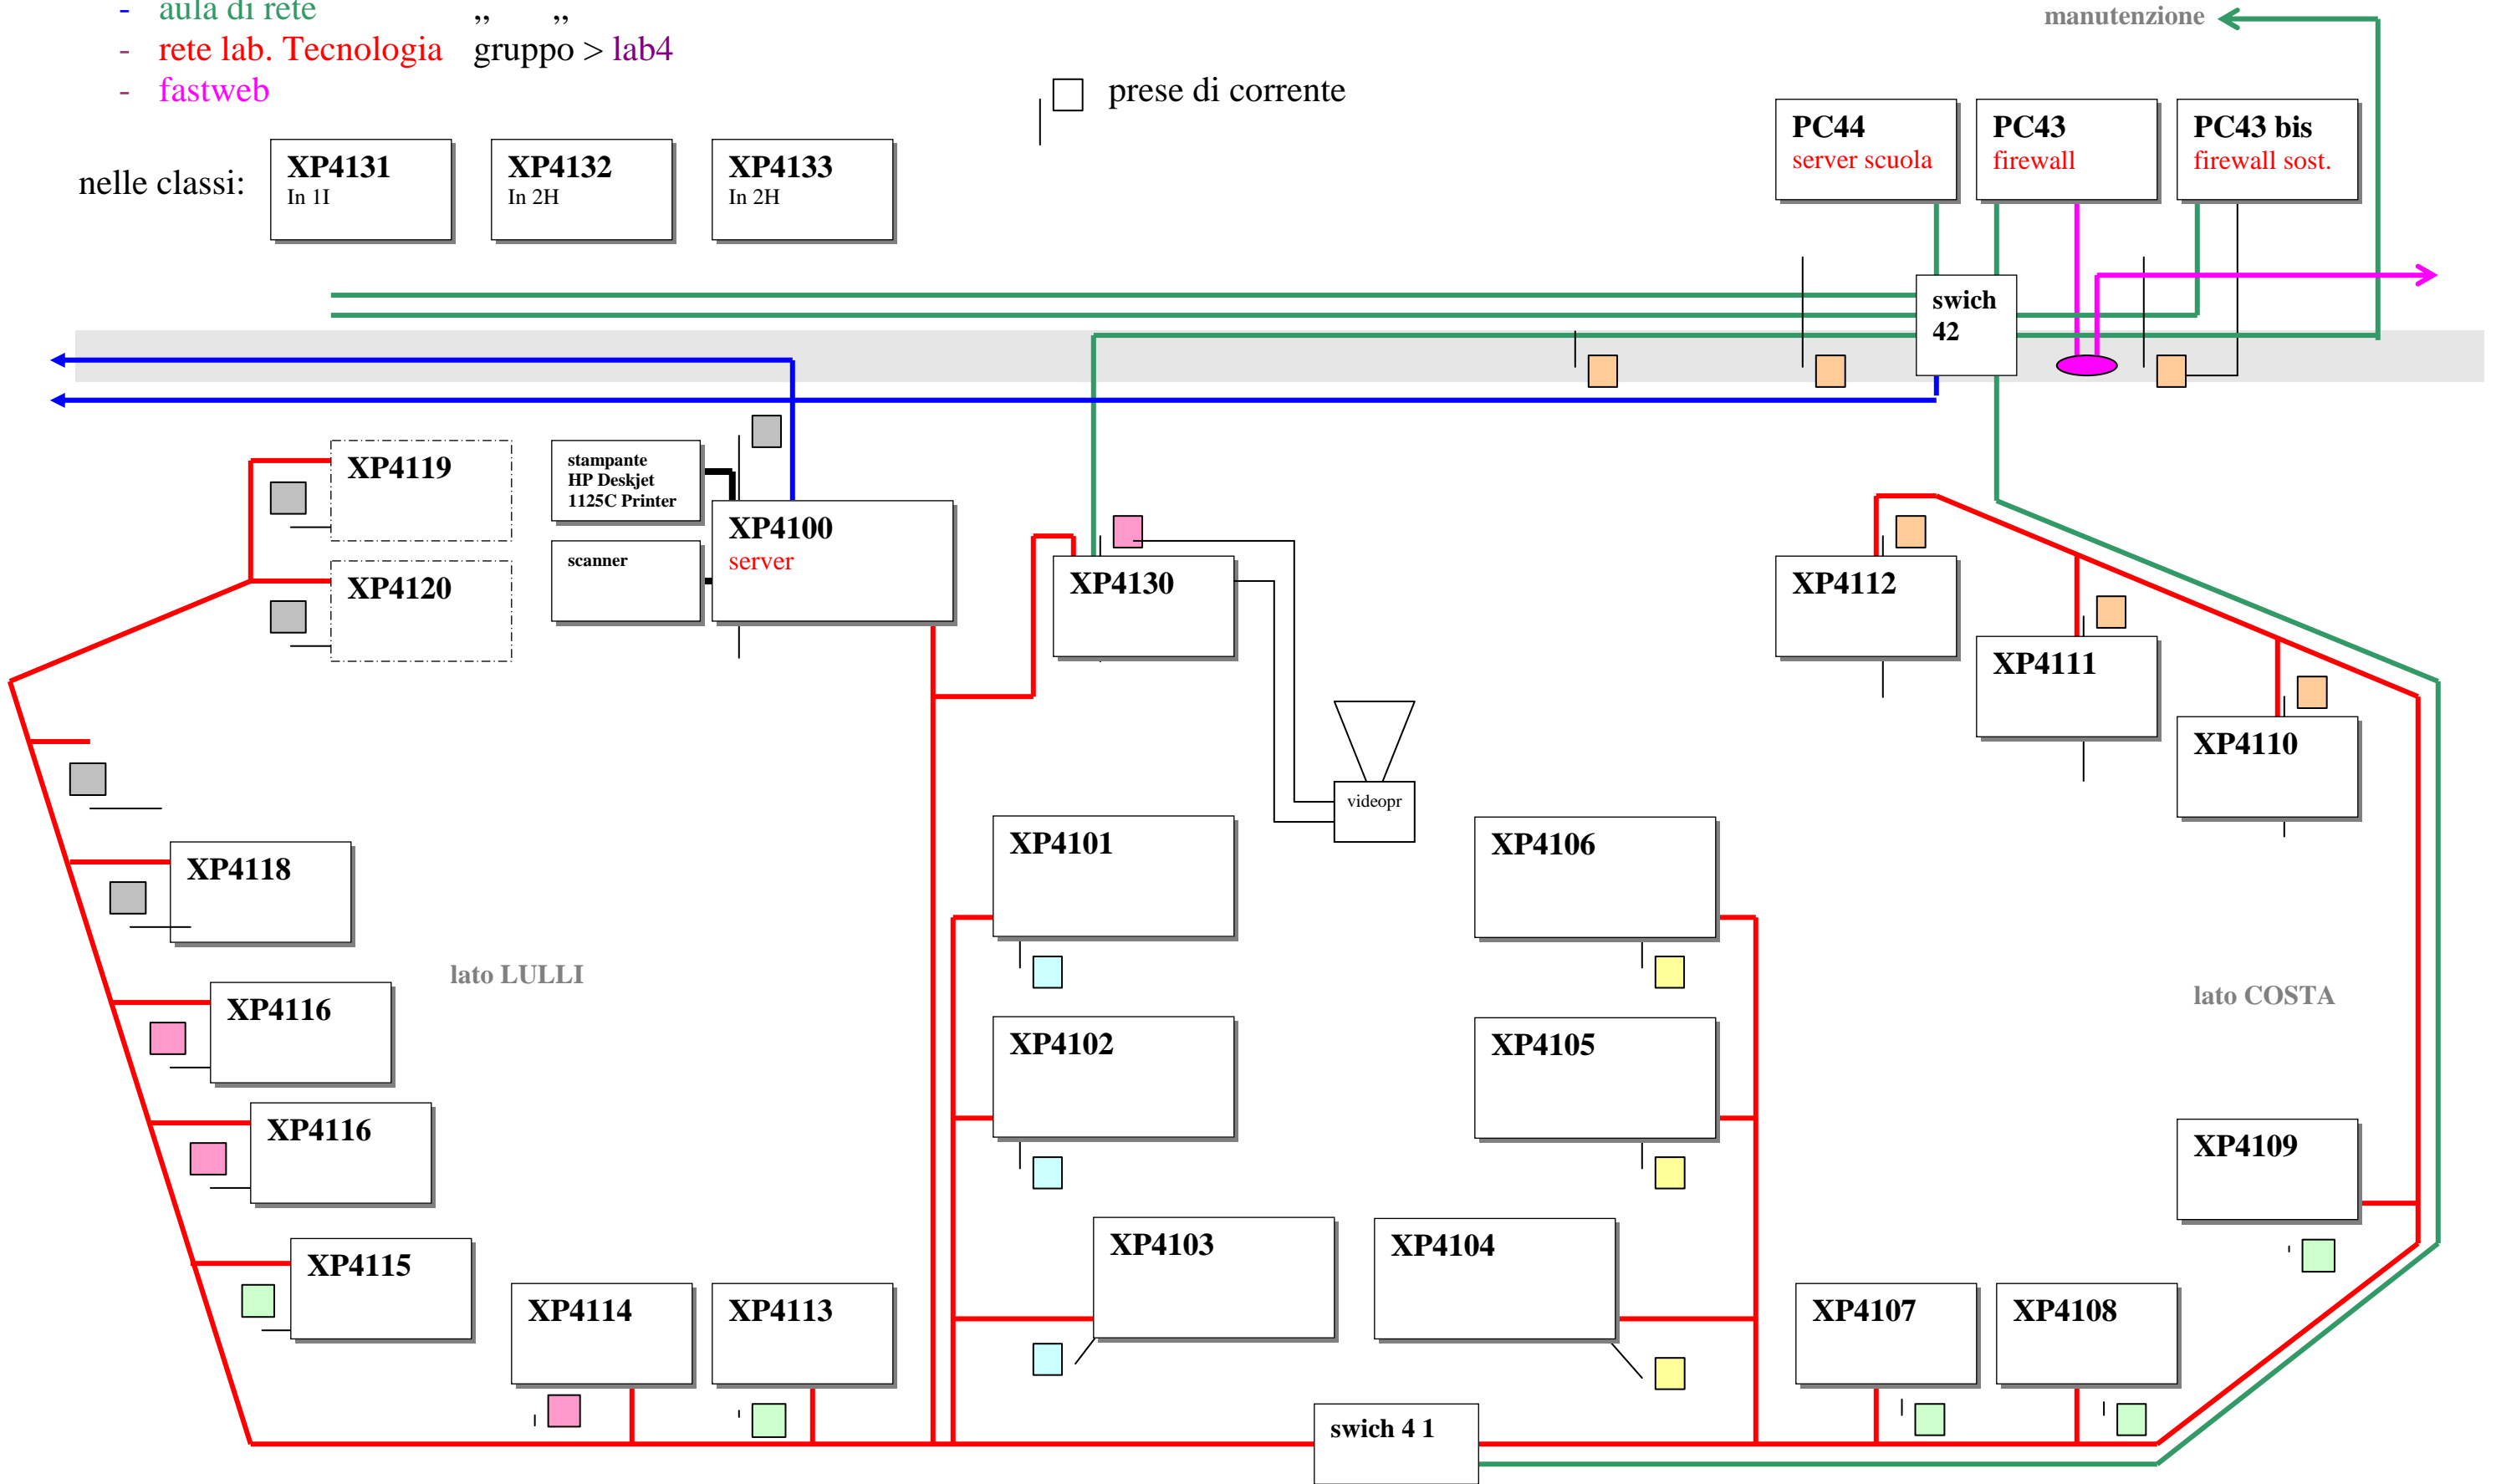 - aula di rete „ „
manutenzione
- rete lab. Tecnologia gruppo > lab4
- fastweb
prese di corrente
nelle classi:
XP4131
In 1I
XP4132
In 2H
XP4133
In 2H
PC44
server scuola
PC43
firewall
PC43 bis
firewall sost.
swich
42
XP4119
XP4120
stampante
HP Deskjet
1125C Printer
scanner
XP4100
server
XP4130
XP4112
XP4111
XP4110
videopr
XP4101
XP4106
XP4118
lato LULLI
lato COSTA
XP4116
XP4102
XP4105
XP4116
XP4109
XP4115
XP4103
XP4104
XP4114
XP4113
XP4107
XP4108
swich 4 1